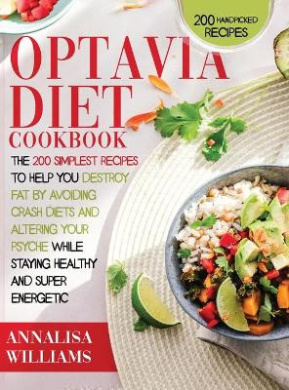 200 HANDPICKED
RECIPES
OPTAVIA
DIET
COOKBOOK
THE 200 SIMPLEST RECIPES
TO HELP YOU DESTROY
FAT BY AVOIDING
CRASH DIETS AND
ALTERING YOUR
PSYCHE WHILE
STAYING HEALTHY
AND SUPER
ENERGETIC
ANNALISA
WILLIAMS